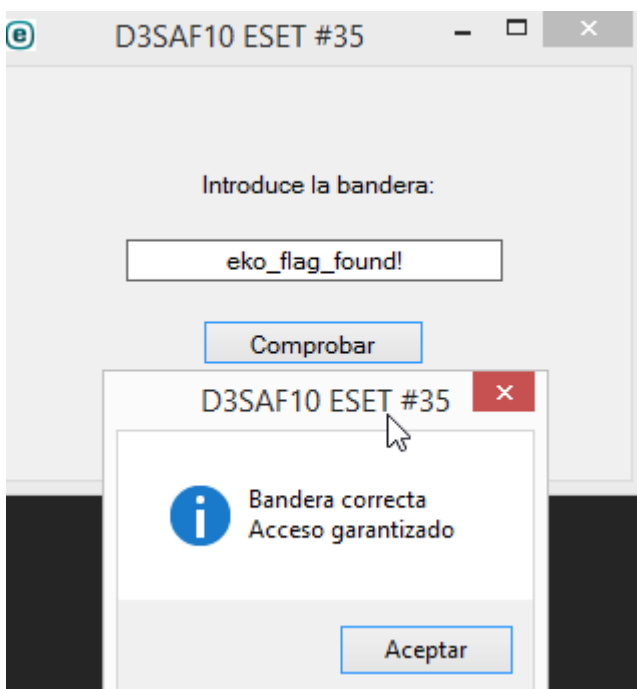 D3SAF10 ESET #35
Introduce la bandera:
eko_flag_found!
Comprobar
D3SAF10 ESET #35
Bandera correcta
Acceso garantizado
Aceptar